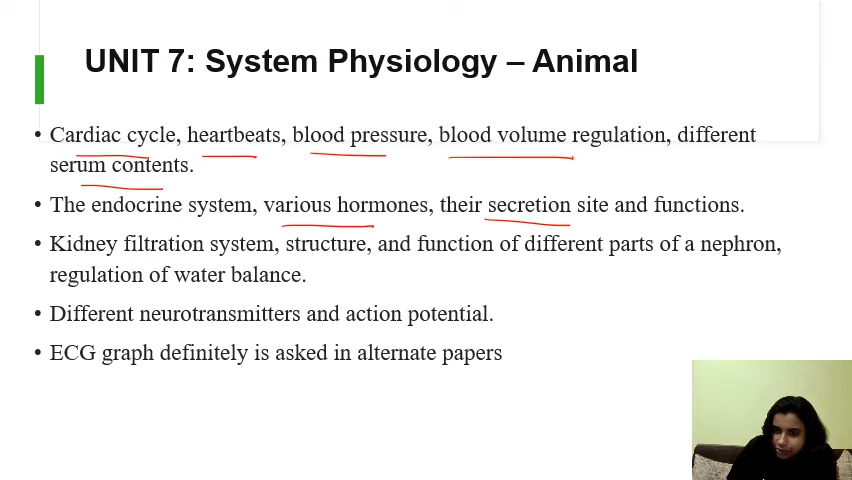 UNIT 7: System Physiology – Animal
• Cardiac cycle, heartbeats, blood pressure, blood volume regulation, different
serum contents.
• The endocrine system, various hormones, their secretion site and functions.
• Kidney filtration system, structure, and function of different parts of a nephron,
regulation of water balance.
• Different neurotransmitters and action potential.
• ECG graph definitely is asked in alternate papers